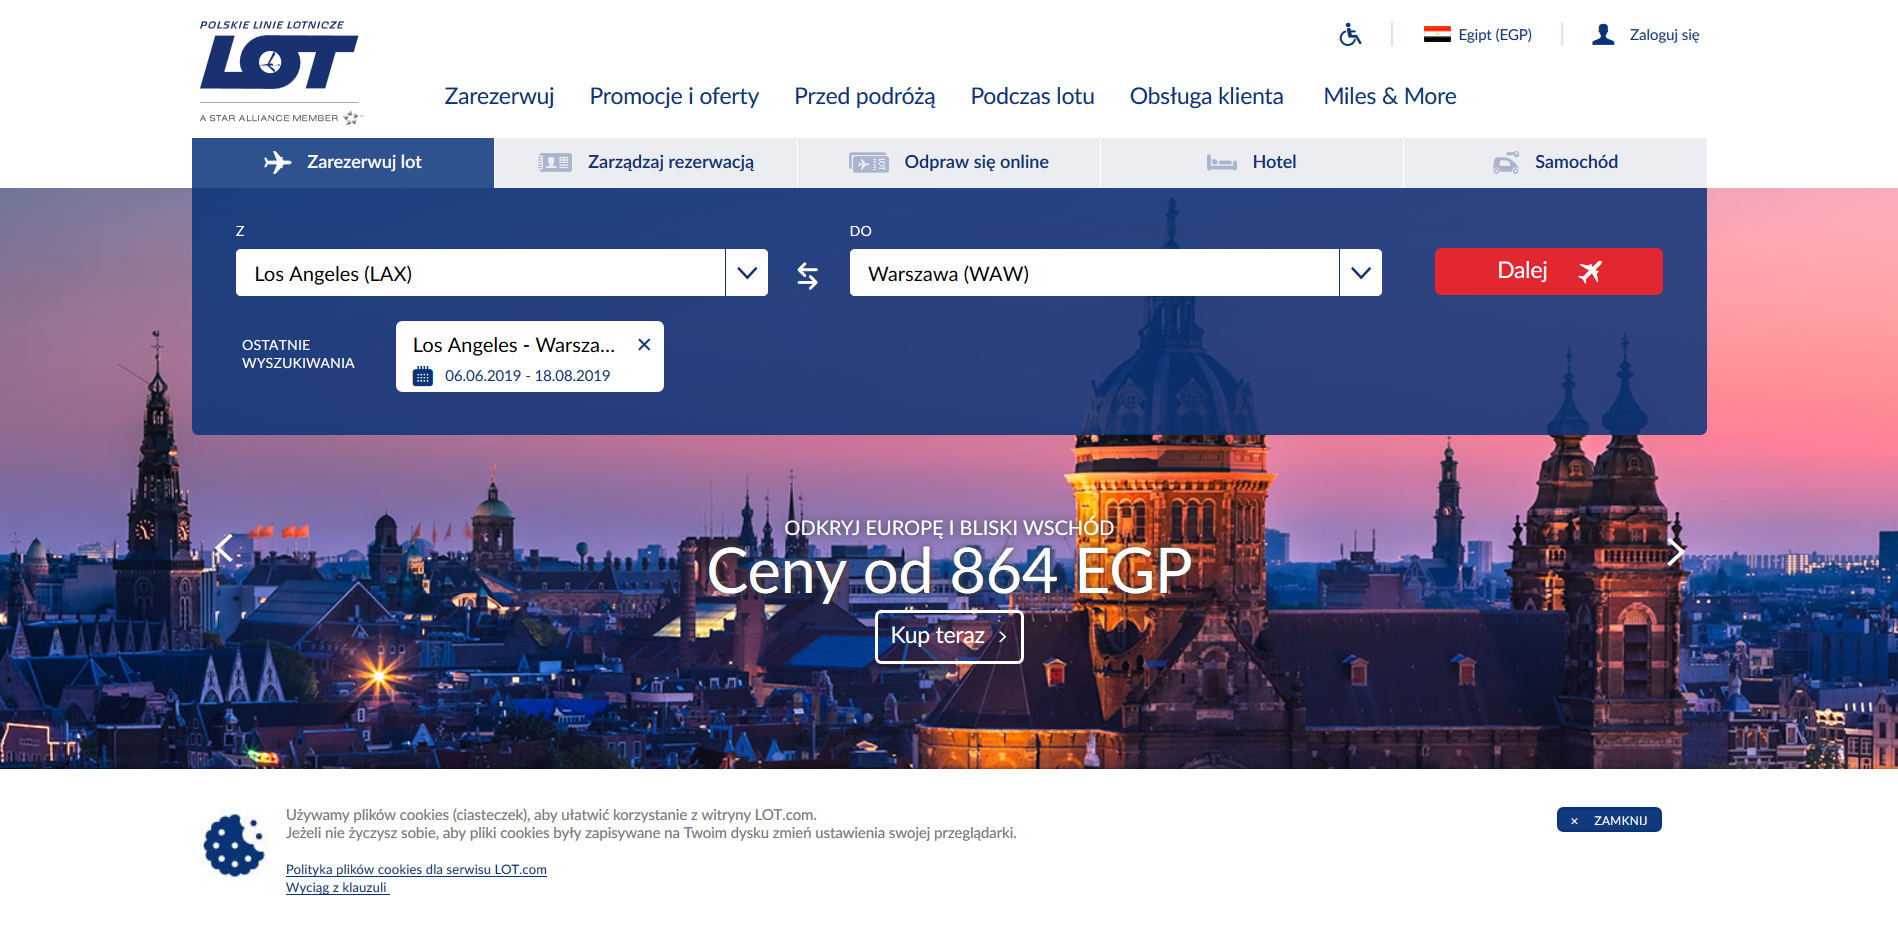 POLSKIE LINIE LOTNICZE
LOT
A STAR ALLIANCE MEMBER
Egipt (EGP)
Zaloguj się
Zarezerwuj
Promocje i oferty
Przed podróżą
Podczas lotu
Obsługa klienta
Miles & More
Zarezerwuj lot
Zarządzaj rezerwacją
Odpraw się online
Hotel
Samochód
Z
DO
Los Angeles (LAX)
Warszawa (WAW)
Dalej
OSTATNIE
WYSZUKIWANIA
Los Angeles - Warsza...
06.06.2019 - 18.08.2019
ODKRYJ EUROPĘ I BLISKI WSCHÓD
Ceny od 864 EGP
Kup teraz
Używamy plików cookies (ciasteczek), aby ułatwić korzystanie z witryny LOT.com.
Jeżeli nie życzysz sobie, aby pliki cookies były zapisywane na Twoim dysku zmień ustawienia swojej przeglądarki.
Polityka plików cookies dla serwisu LOT.com
Wyciąg z klauzuli
× ZAMKNIJ